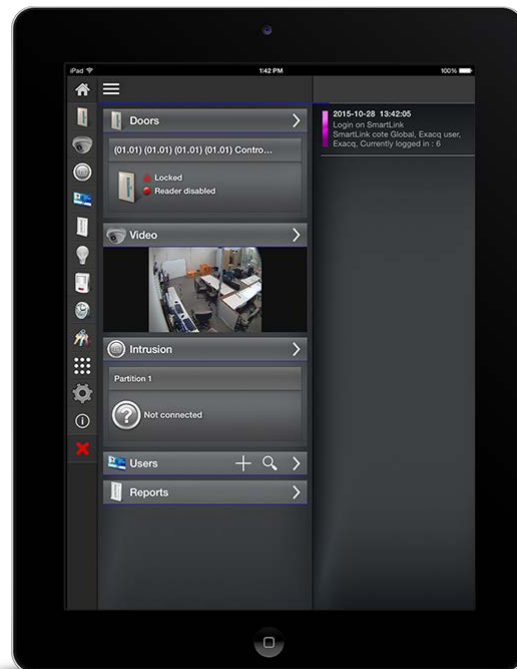 iPad
1:42 PM
100%
Doors
(01.01) (01.01) (01.01) (01.01) Contro...
Locked
Reader disabled
Video
Intrusion
Partition 1
Not connected
Users
Reports
2015-10-28 13:42:05
Login on SmartLink
SmartLink cote Global, Exacq user,
Exacq, Currently logged in : 6